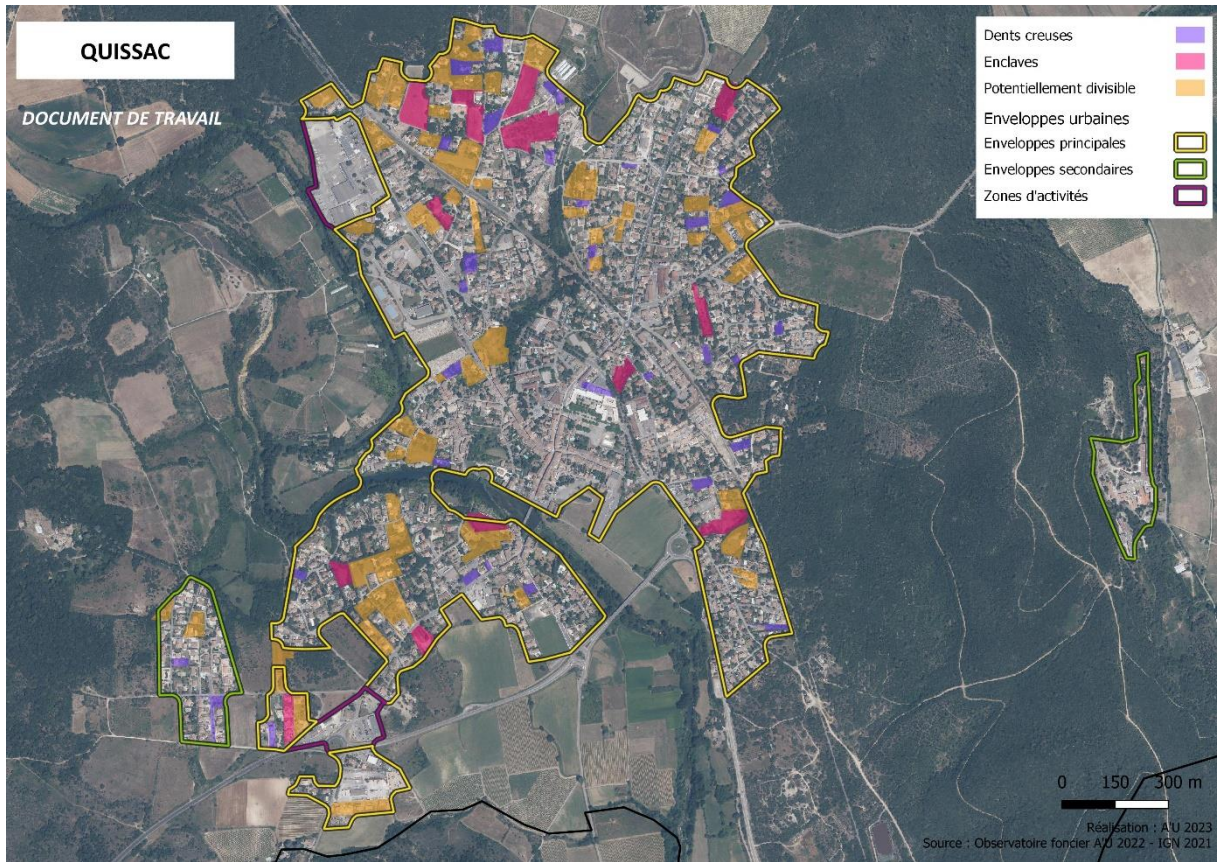 QUISSAC
DOCUMENT DE TRAVAIL
Dents creuses
Enclaves
Potentiellement divisible
Enveloppes urbaines
Enveloppes principales
Enveloppes secondaires
Zones d'activités
0 150 300 m
Réalisation : A'U 2023
Source : Observatoire foncier A'U 2022 - IGN 2021